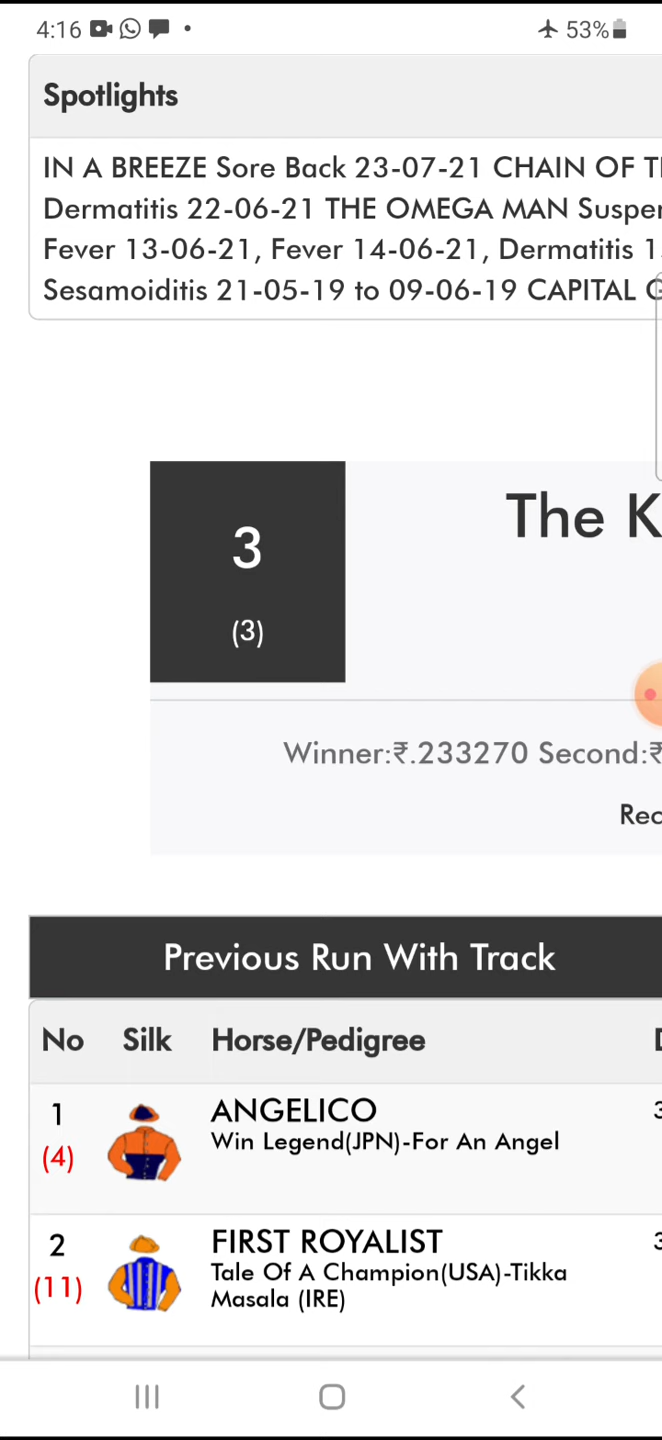 4:16
53%
Spotlights
IN A BREEZE Sore Back 23-07-21 CHAIN OF
Dermatitis 22-06-21 THE OMEGA MAN
Fever 13-06-21, Fever 14-06-21, Dermatitis
Sesamoiditis 21-05-19 to 09-06-19 CAPITAL
3
(3)
The K
Winner:₹.233270 Second:₹
Rec
Previous Run With Track
No Silk Horse/Pedigree
1
(4)
ANGELICO
Win Legend(JPN)-For An Angel
2
(11)
FIRST ROYALIST
Tale Of A Champion(USA)-Tikka
Masala (IRE)